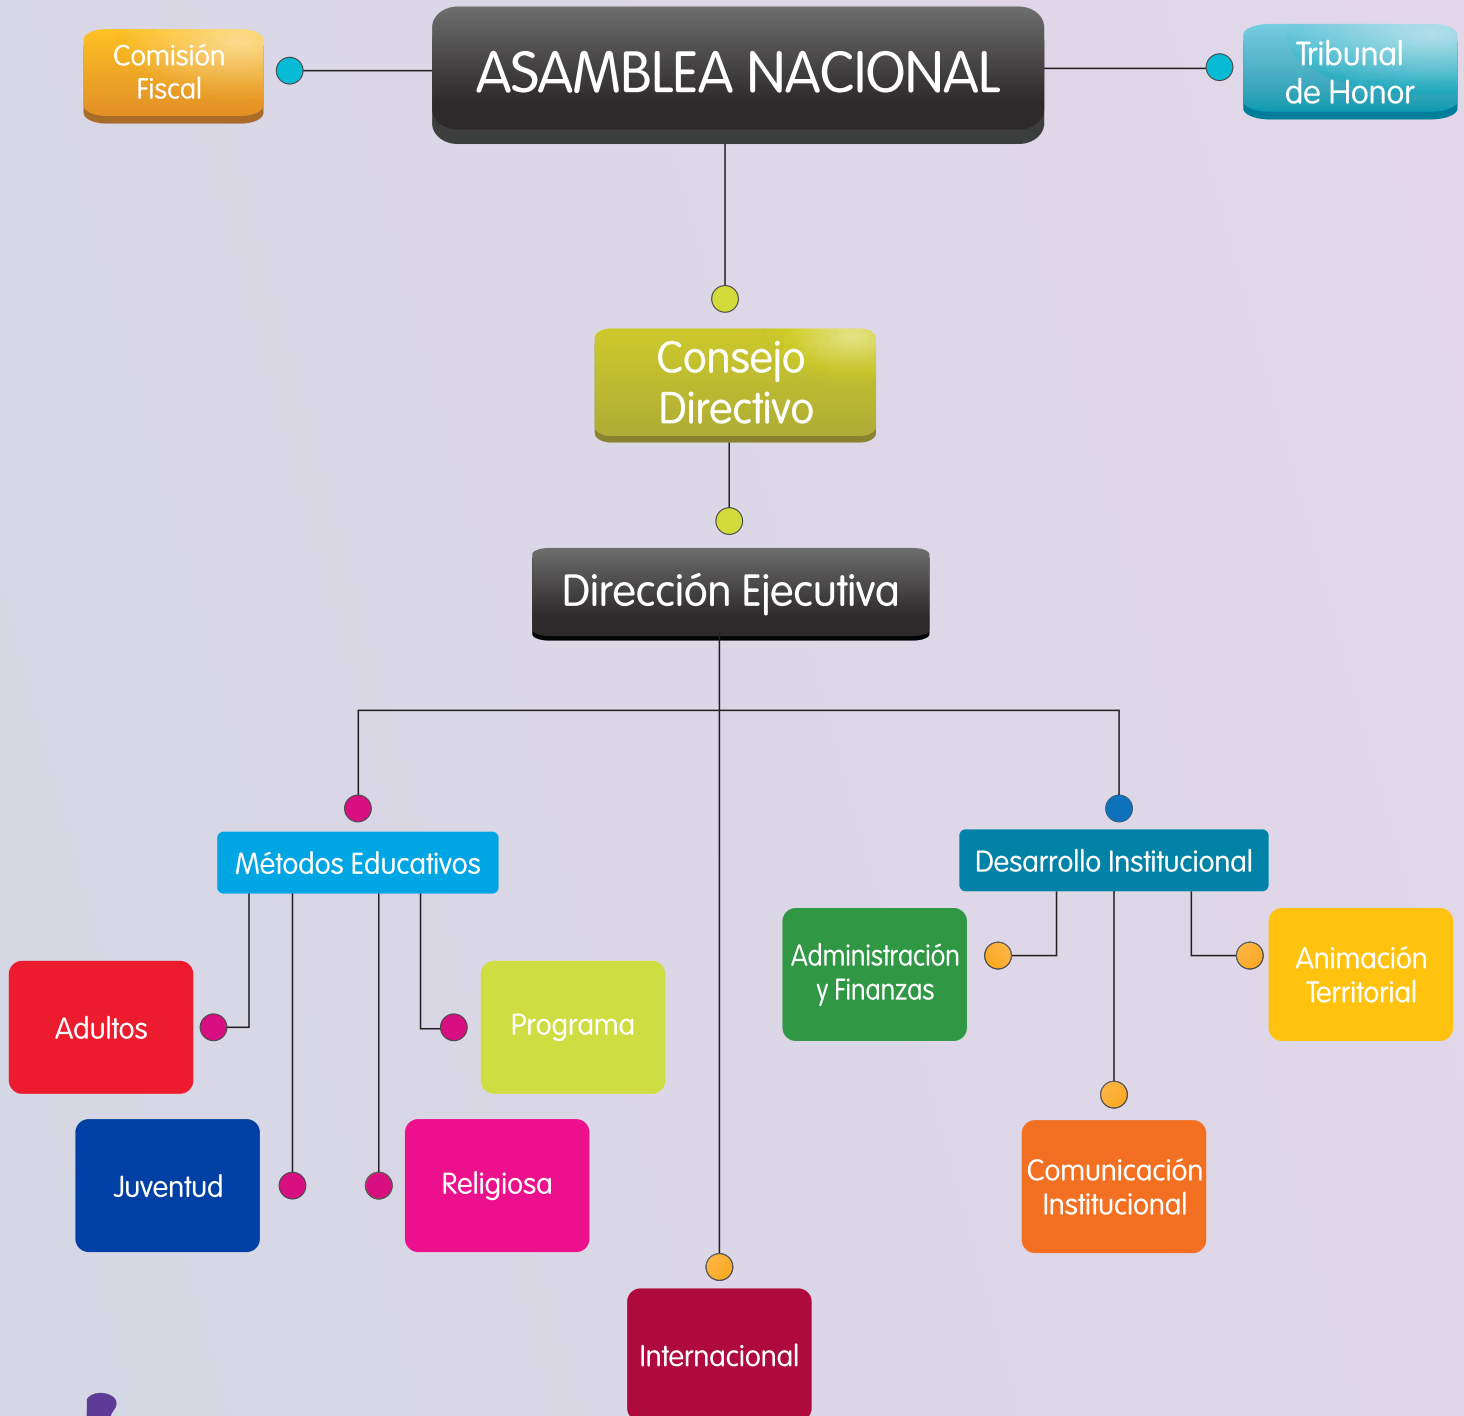 Comisión
Fiscal
ASAMBLEA NACIONAL
Tribunal
de Honor
Consejo
Directivo
Dirección Ejecutiva
Métodos Educativos
Desarrollo Institucional
Adultos
Programa
Administración
y Finanzas
Animación
Territorial
Juventud
Religiosa
Comunicación
Institucional
Internacional